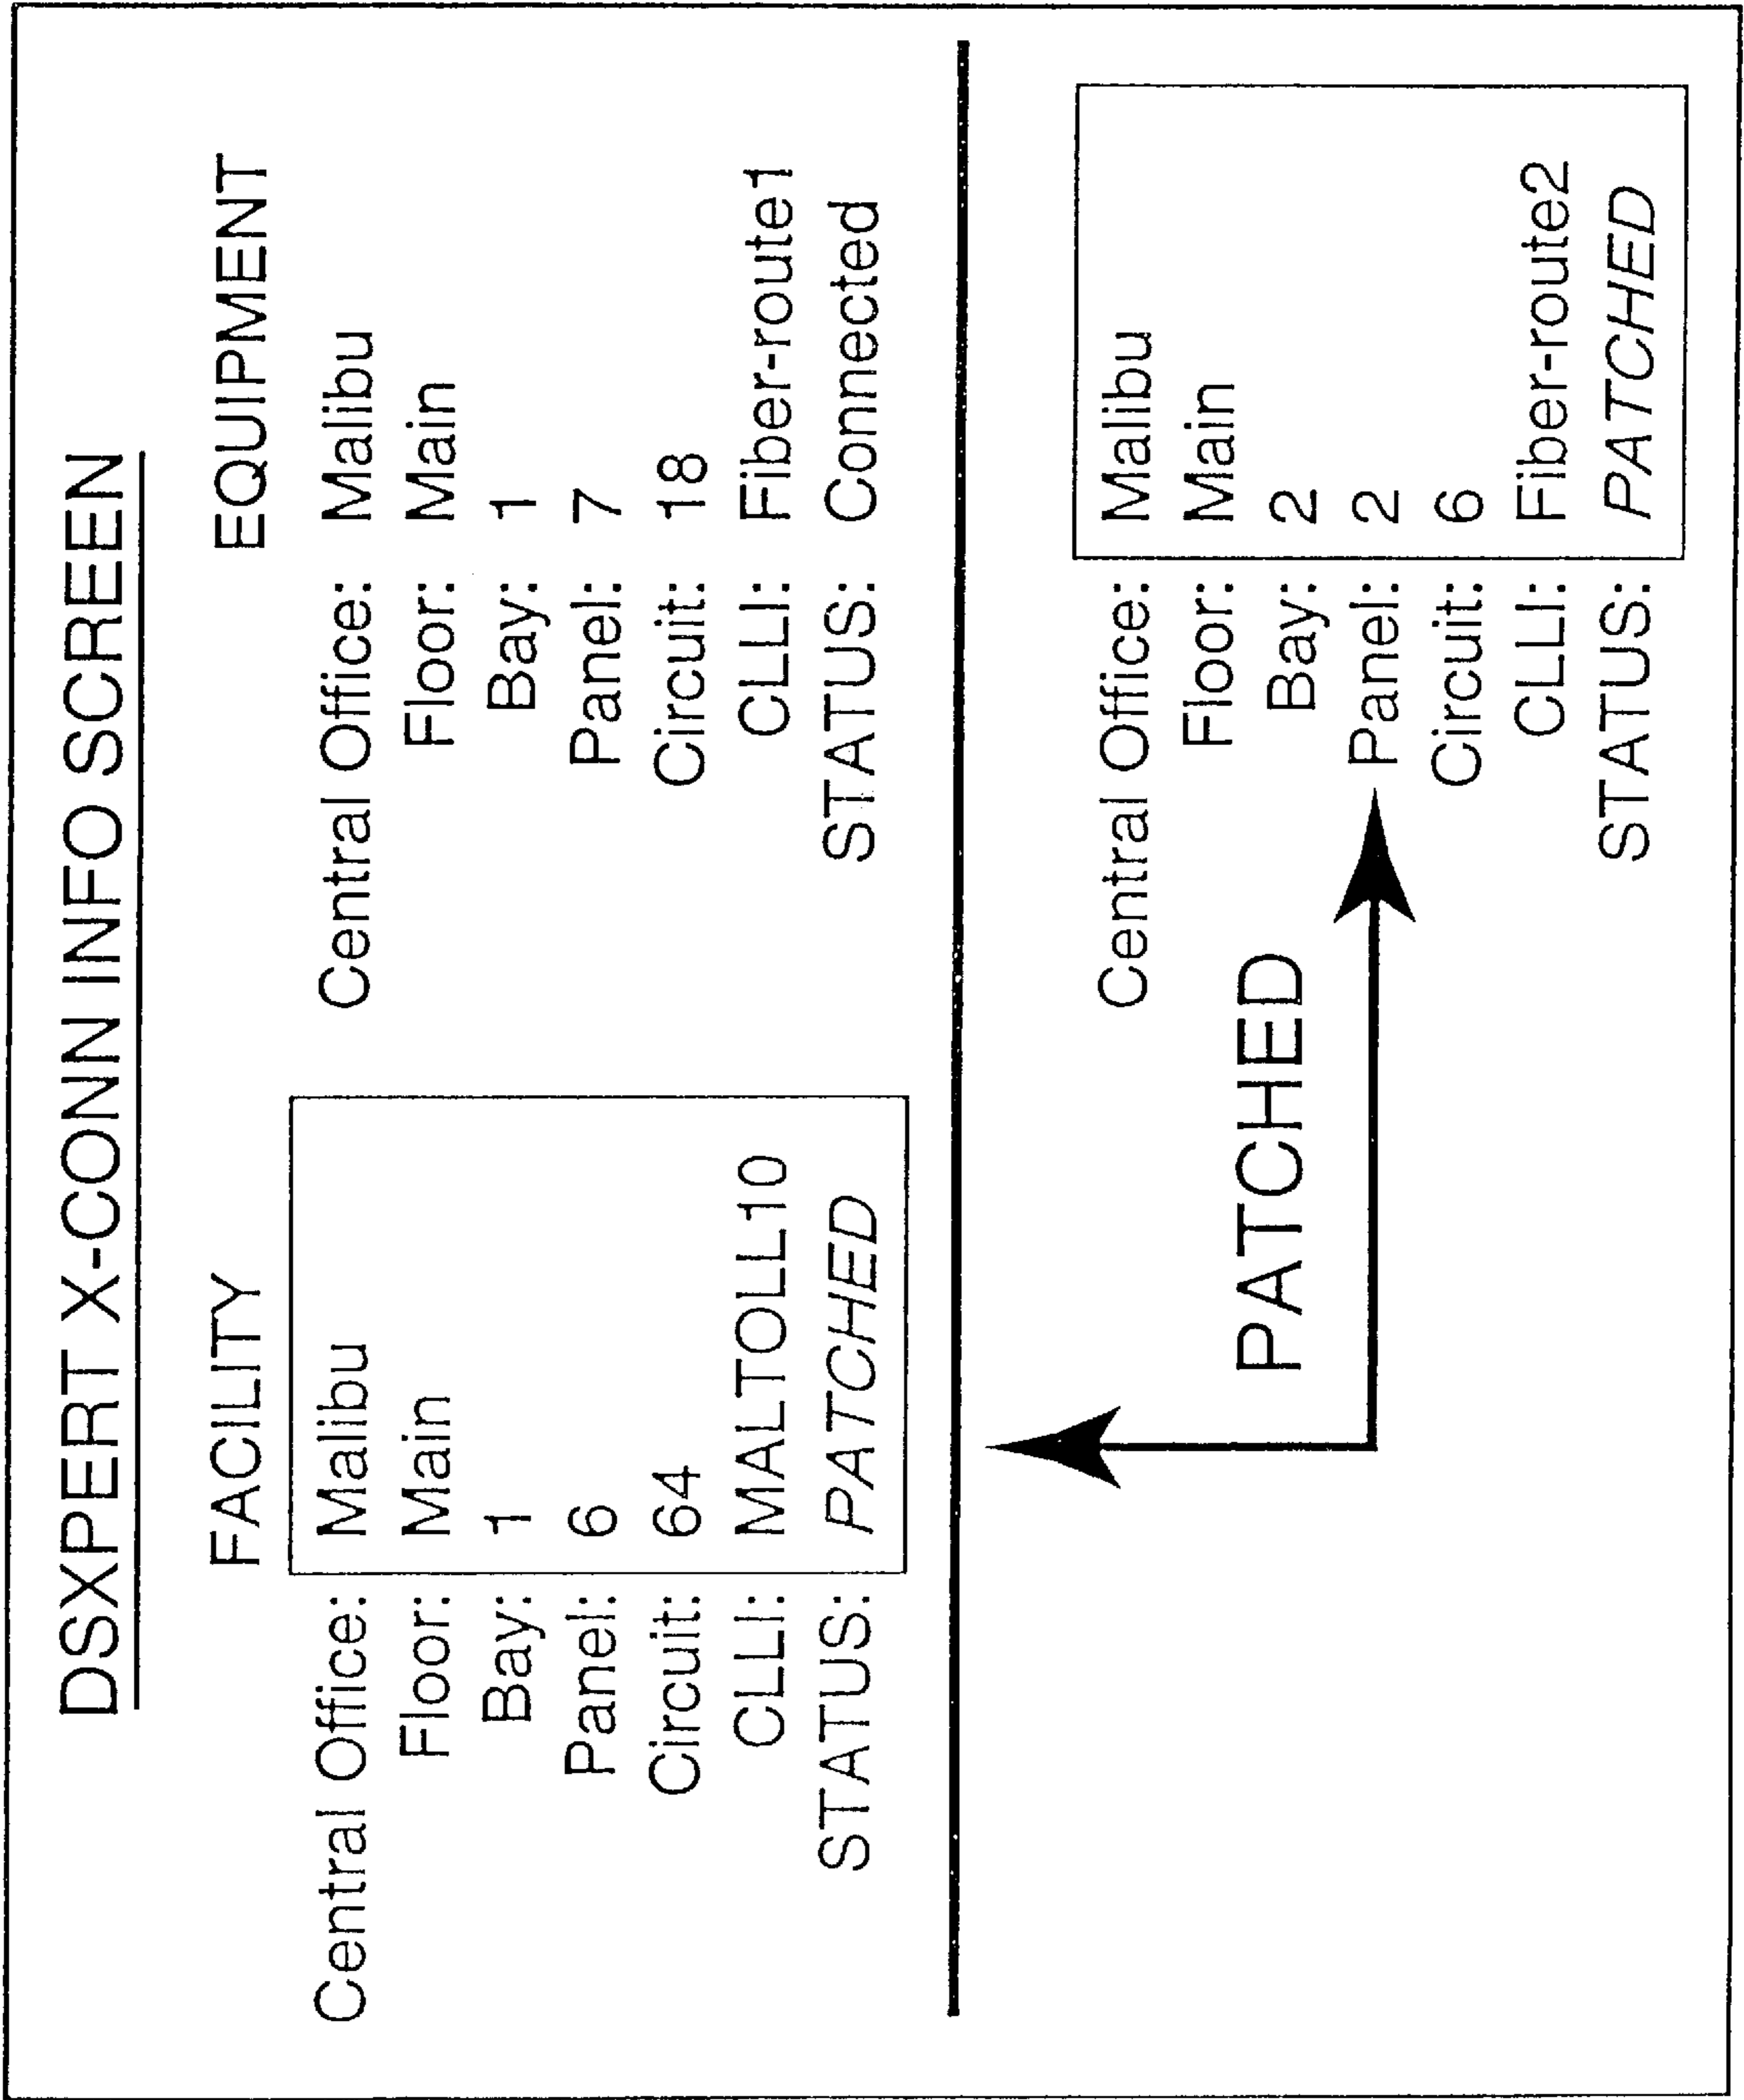 DSXPERT X-CONN INFO SCREEN
FACILITY
Central Office: Malibu
Floor: Main
Bay: 1
Panel: 6
Circuit: 64
CLLI: MALTOLL10
STATUS: PATCHED
EQUIPMENT
Central Office: Malibu
Floor: Main
Bay: 1
Panel: 7
Circuit: 18
CLLI: Fiber-route1
STATUS: Connected
PATCHED
Central Office: Malibu
Floor: Main
Bay: 2
Panel: 2
Circuit: 6
CLLI: Fiber-route2
STATUS: PATCHED